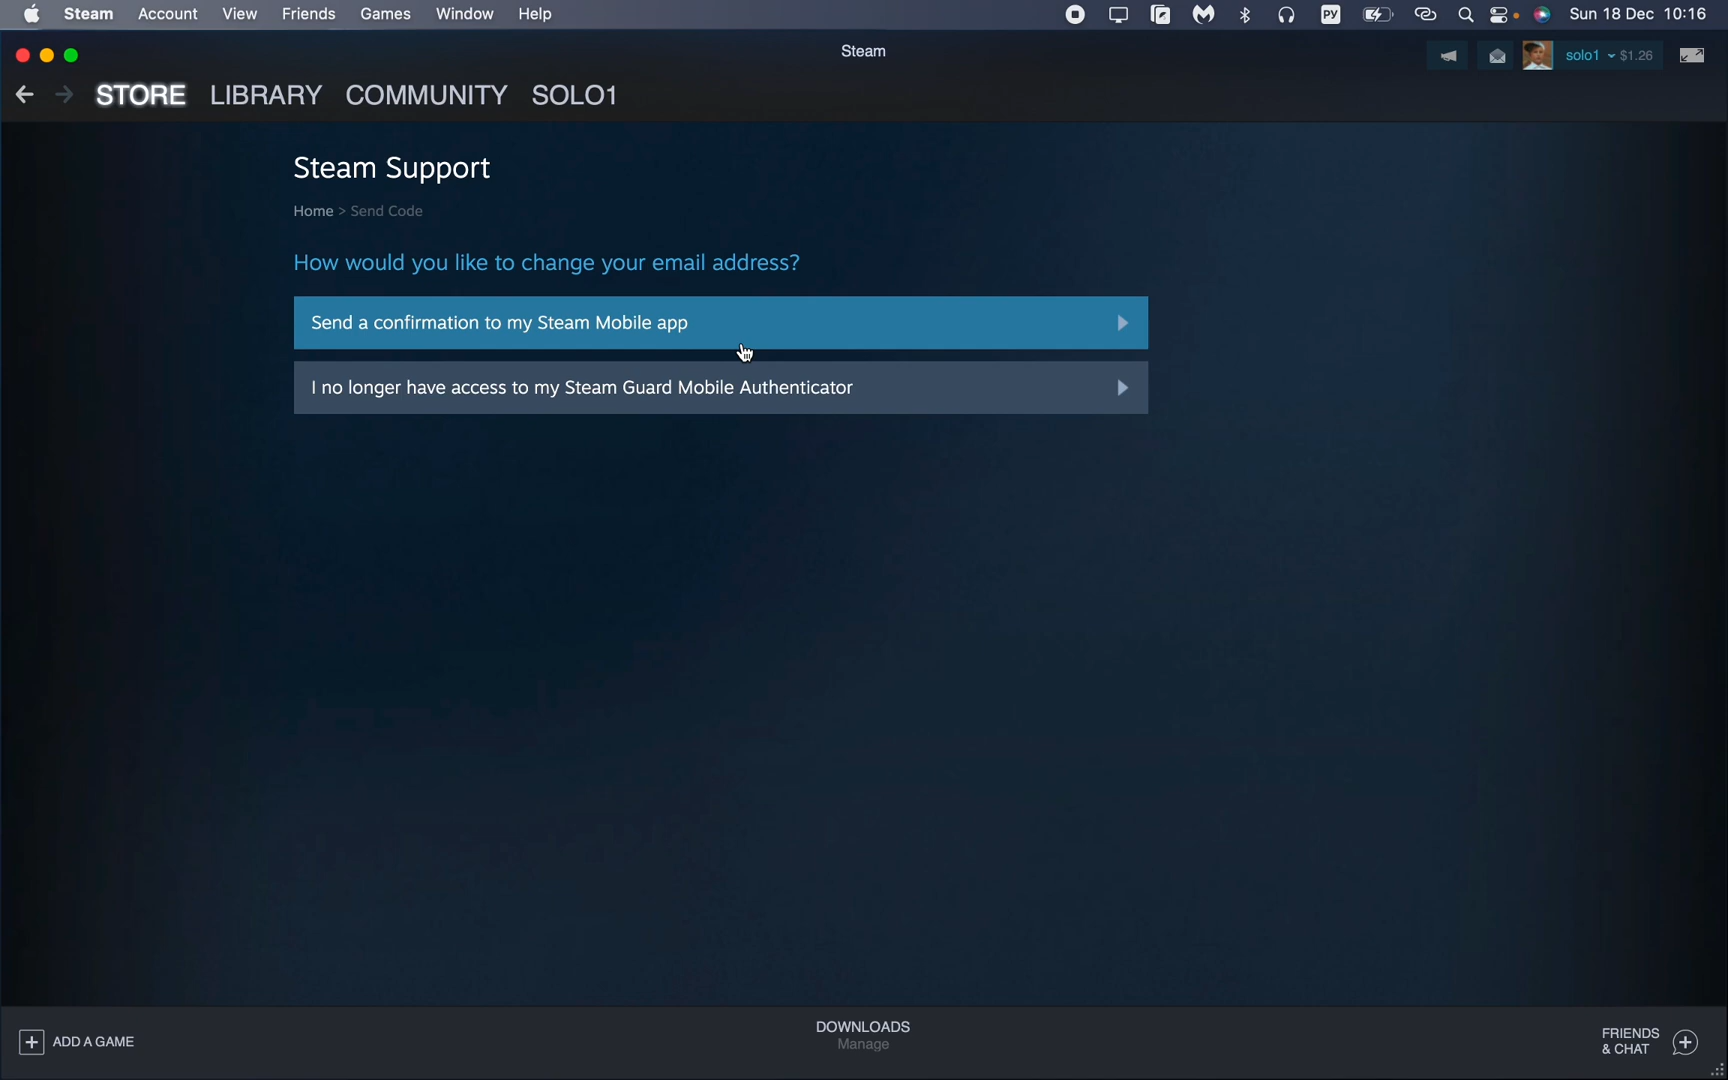 Steam Account View Friends Games Window Help РУ Sun 18 Dec 10:16
Steam
solo1 $1.26
STORE LIBRARY COMMUNITY SOLO1
Steam Support
Home > Send Code
How would you like to change your email address?
Send a confirmation to my Steam Mobile app
I no longer have access to my Steam Guard Mobile Authenticator
ADD A GAME
DOWNLOADS
Manage
FRIENDS
& CHAT